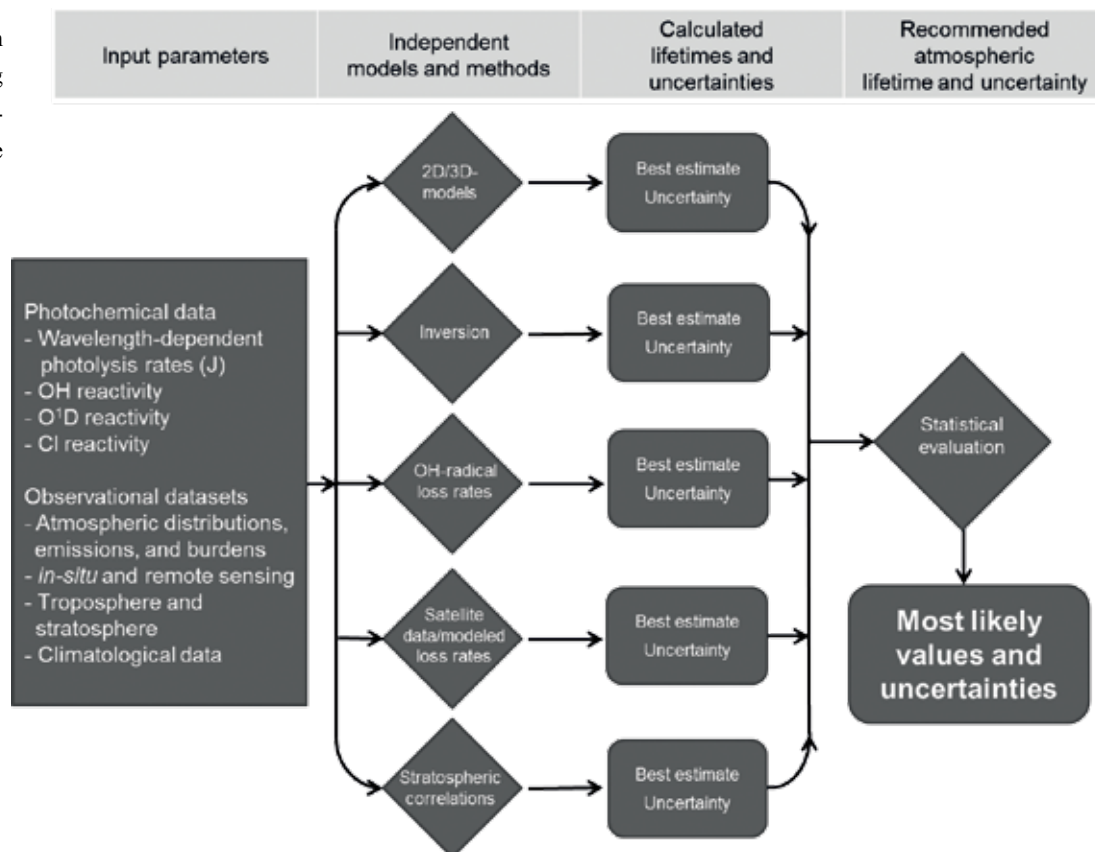 n
g
-
e
Input parameters
Independent
models and methods
Calculated
lifetimes and
uncertainties
Recommended
atmospheric
lifetime and uncertainty
Photochemical data
- Wavelength-dependent
photolysis rates (J)
- OH reactivity
- O¹D reactivity
- Cl reactivity
Observational datasets
- Atmospheric distributions,
emissions, and burdens
- in-situ and remote sensing
- Troposphere and
stratosphere
- Climatological data
2D/3D-
models
Best estimate
Uncertainty
Inversion
Best estimate
Uncertainty
OH-radical
loss rates
Best estimate
Uncertainty
Satellite
data/modeled
loss rates
Best estimate
Uncertainty
Stratospheric
correlations
Best estimate
Uncertainty
Statistical
evaluation
Most likely
values and
uncertainties